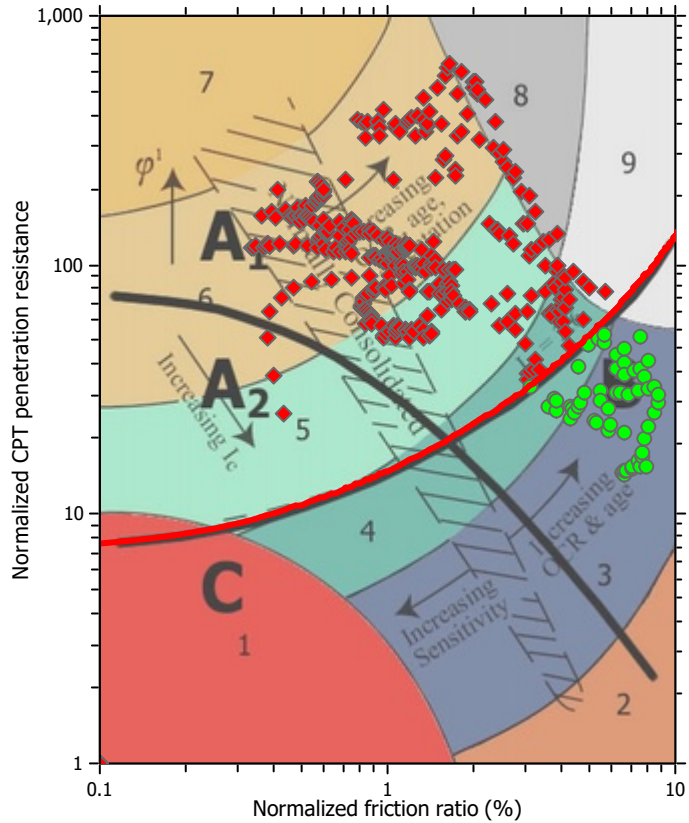 1,000
7
8
9
φ¹
Increasing
age,
A₁
100
6
Consolidated
Increasing Ic
A₂
5
10
4
Increasing
OCR & age
3
C
Increasing
Sensitivity
1
2
1
0.1
1
10
Normalized friction ratio (%)
Normalized CPT penetration resistance